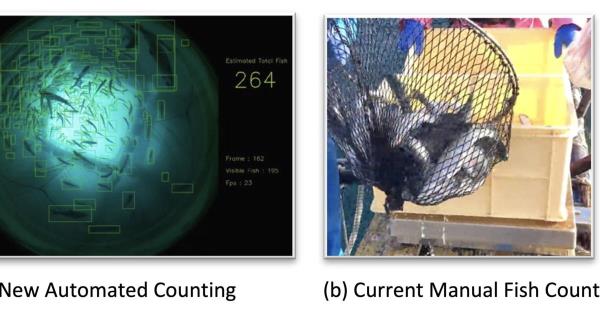 Estimated Total Fish
264
Frame : 162
Visible Fish : 195
Fps : 23
New Automated Counting
(b) Current Manual Fish Count